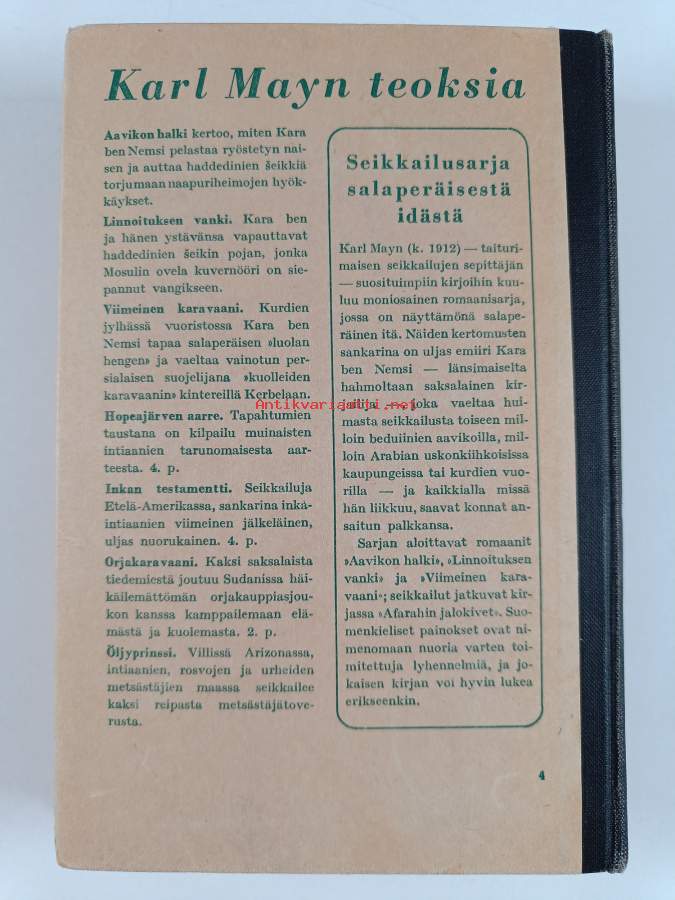 Karl Mayn teoksia
Aavikon halki kertoo, miten Kara
ben Nemsi pelastaa ryöstetyn nai-
sen ja auttaa haddedinien šeikkiä
torjumaan naapuriheimojen hyök-
käykset.
Linnoituksen vanki. Kara ben
ja hänen ystävänsä vapauttavat
haddedinien šeikin pojan, jonka
Mosulin ovela kuvernööri on sie-
pannut vangikseen.
Viimeinen karavaani. Kurdien
jylhässä vuoristossa Kara ben
Nemsi tapaa salaperäisen »luolan
hengen» ja vaeltaa vainotun per-
sialaisen suojelijana »kuolleiden
karavaanin» kintereillä Kerbelaan.
Hopeajärven aarre. Tapahtumien
taustana on kilpailu muinaisten
intiaanien tarunomaisesta aar-
teesta. 4. p.
Inkan testamentti. Seikkailuja
Etelä-Amerikassa, sankarina inka-
intiaanien viimeinen jälkeläinen,
uljas nuorukainen. 4. p.
Orjakaravaani. Kaksi saksalaista
tiedemiestä joutuu Sudanissa häi-
käilemättömän orjakauppiasjou-
kon kanssa kamppailemaan elä-
mästä ja kuolemasta. 2. p.
Öljyprinssi. Villissä Arizonassa,
intiaanien, rosvojen ja urheiden
metsästäjien maassa seikkailee
kaksi reipasta metsästäjätove-
rusta.
Seikkailusarja
salaperäisestä
idästä
Karl Mayn (k. 1912) — taituri-
maisen seikkailujen sepittäjän
— suosituimpiin kirjoihin kuu-
luu moniosainen romaanisarja,
jossa on näyttämönä salape-
räinen itä. Näiden kertomusten
sankarina on uljas emiiri Kara
ben Nemsi — länsimaiselta
hahmoltaan saksalainen kir-
jailija — joka vaeltaa hui-
masta seikkailusta toiseen mil-
loin beduiinien aavikoilla, mil-
loin Arabian uskonkiihkoisissa
kaupungeissa tai kurdien vuo-
rilla — ja kaikkialla missä
hän liikkuu, saavat konnat an-
saitun palkkansa.
Sarjan aloittavat romaanit
»Aavikon halki», »Linnoituksen
vanki» ja »Viimeinen kara-
vaani»; seikkailut jatkuvat kir-
jassa »Afarahin jalokivet». Suo-
menkieliset painokset ovat ni-
menomaan nuoria varten toi-
mitettuja lyhennelmiä, ja jo-
kaisen kirjan voi hyvin lukea
erikseenkin.
4
Antikvariaatti.net